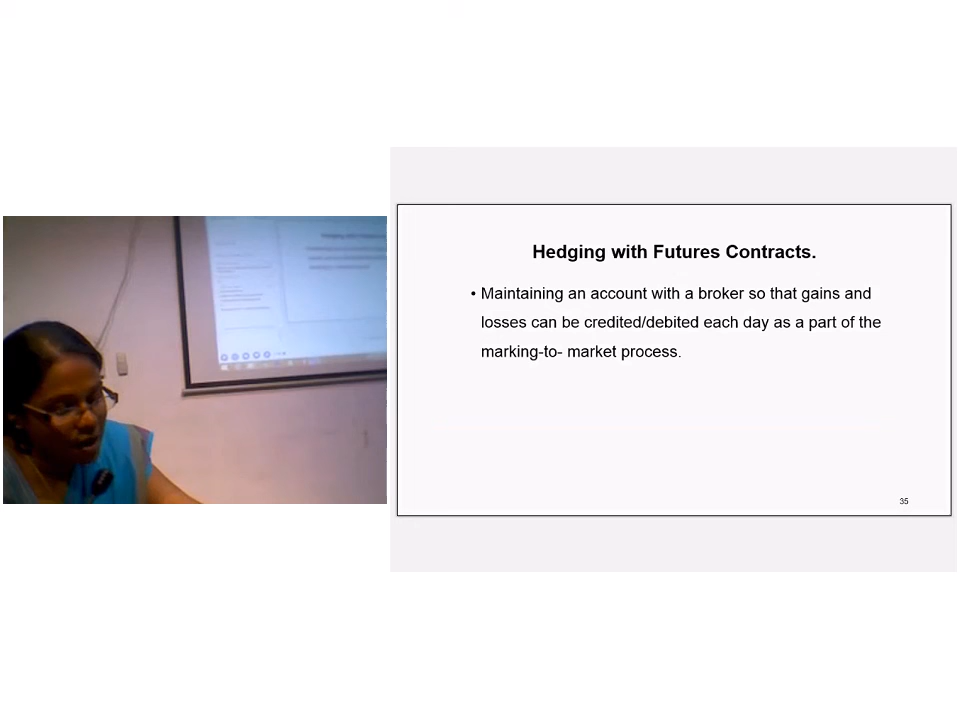 Hedging with Futures Contracts.
• Maintaining an account with a broker so that gains and
losses can be credited/debited each day as a part of the
marking-to- market process.
35